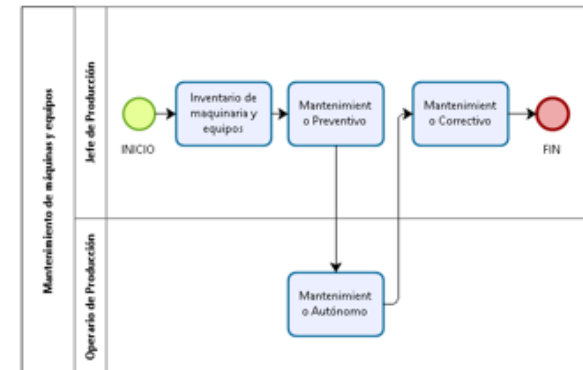 Mantenimiento de máquinas y equipos
Jefe de Producción
INICIO
Inventario de
maquinaria y
equipos
Mantenimient
o Preventivo
Mantenimient
o Correctivo
FIN
Operario de Producción
Mantenimient
o Autónomo